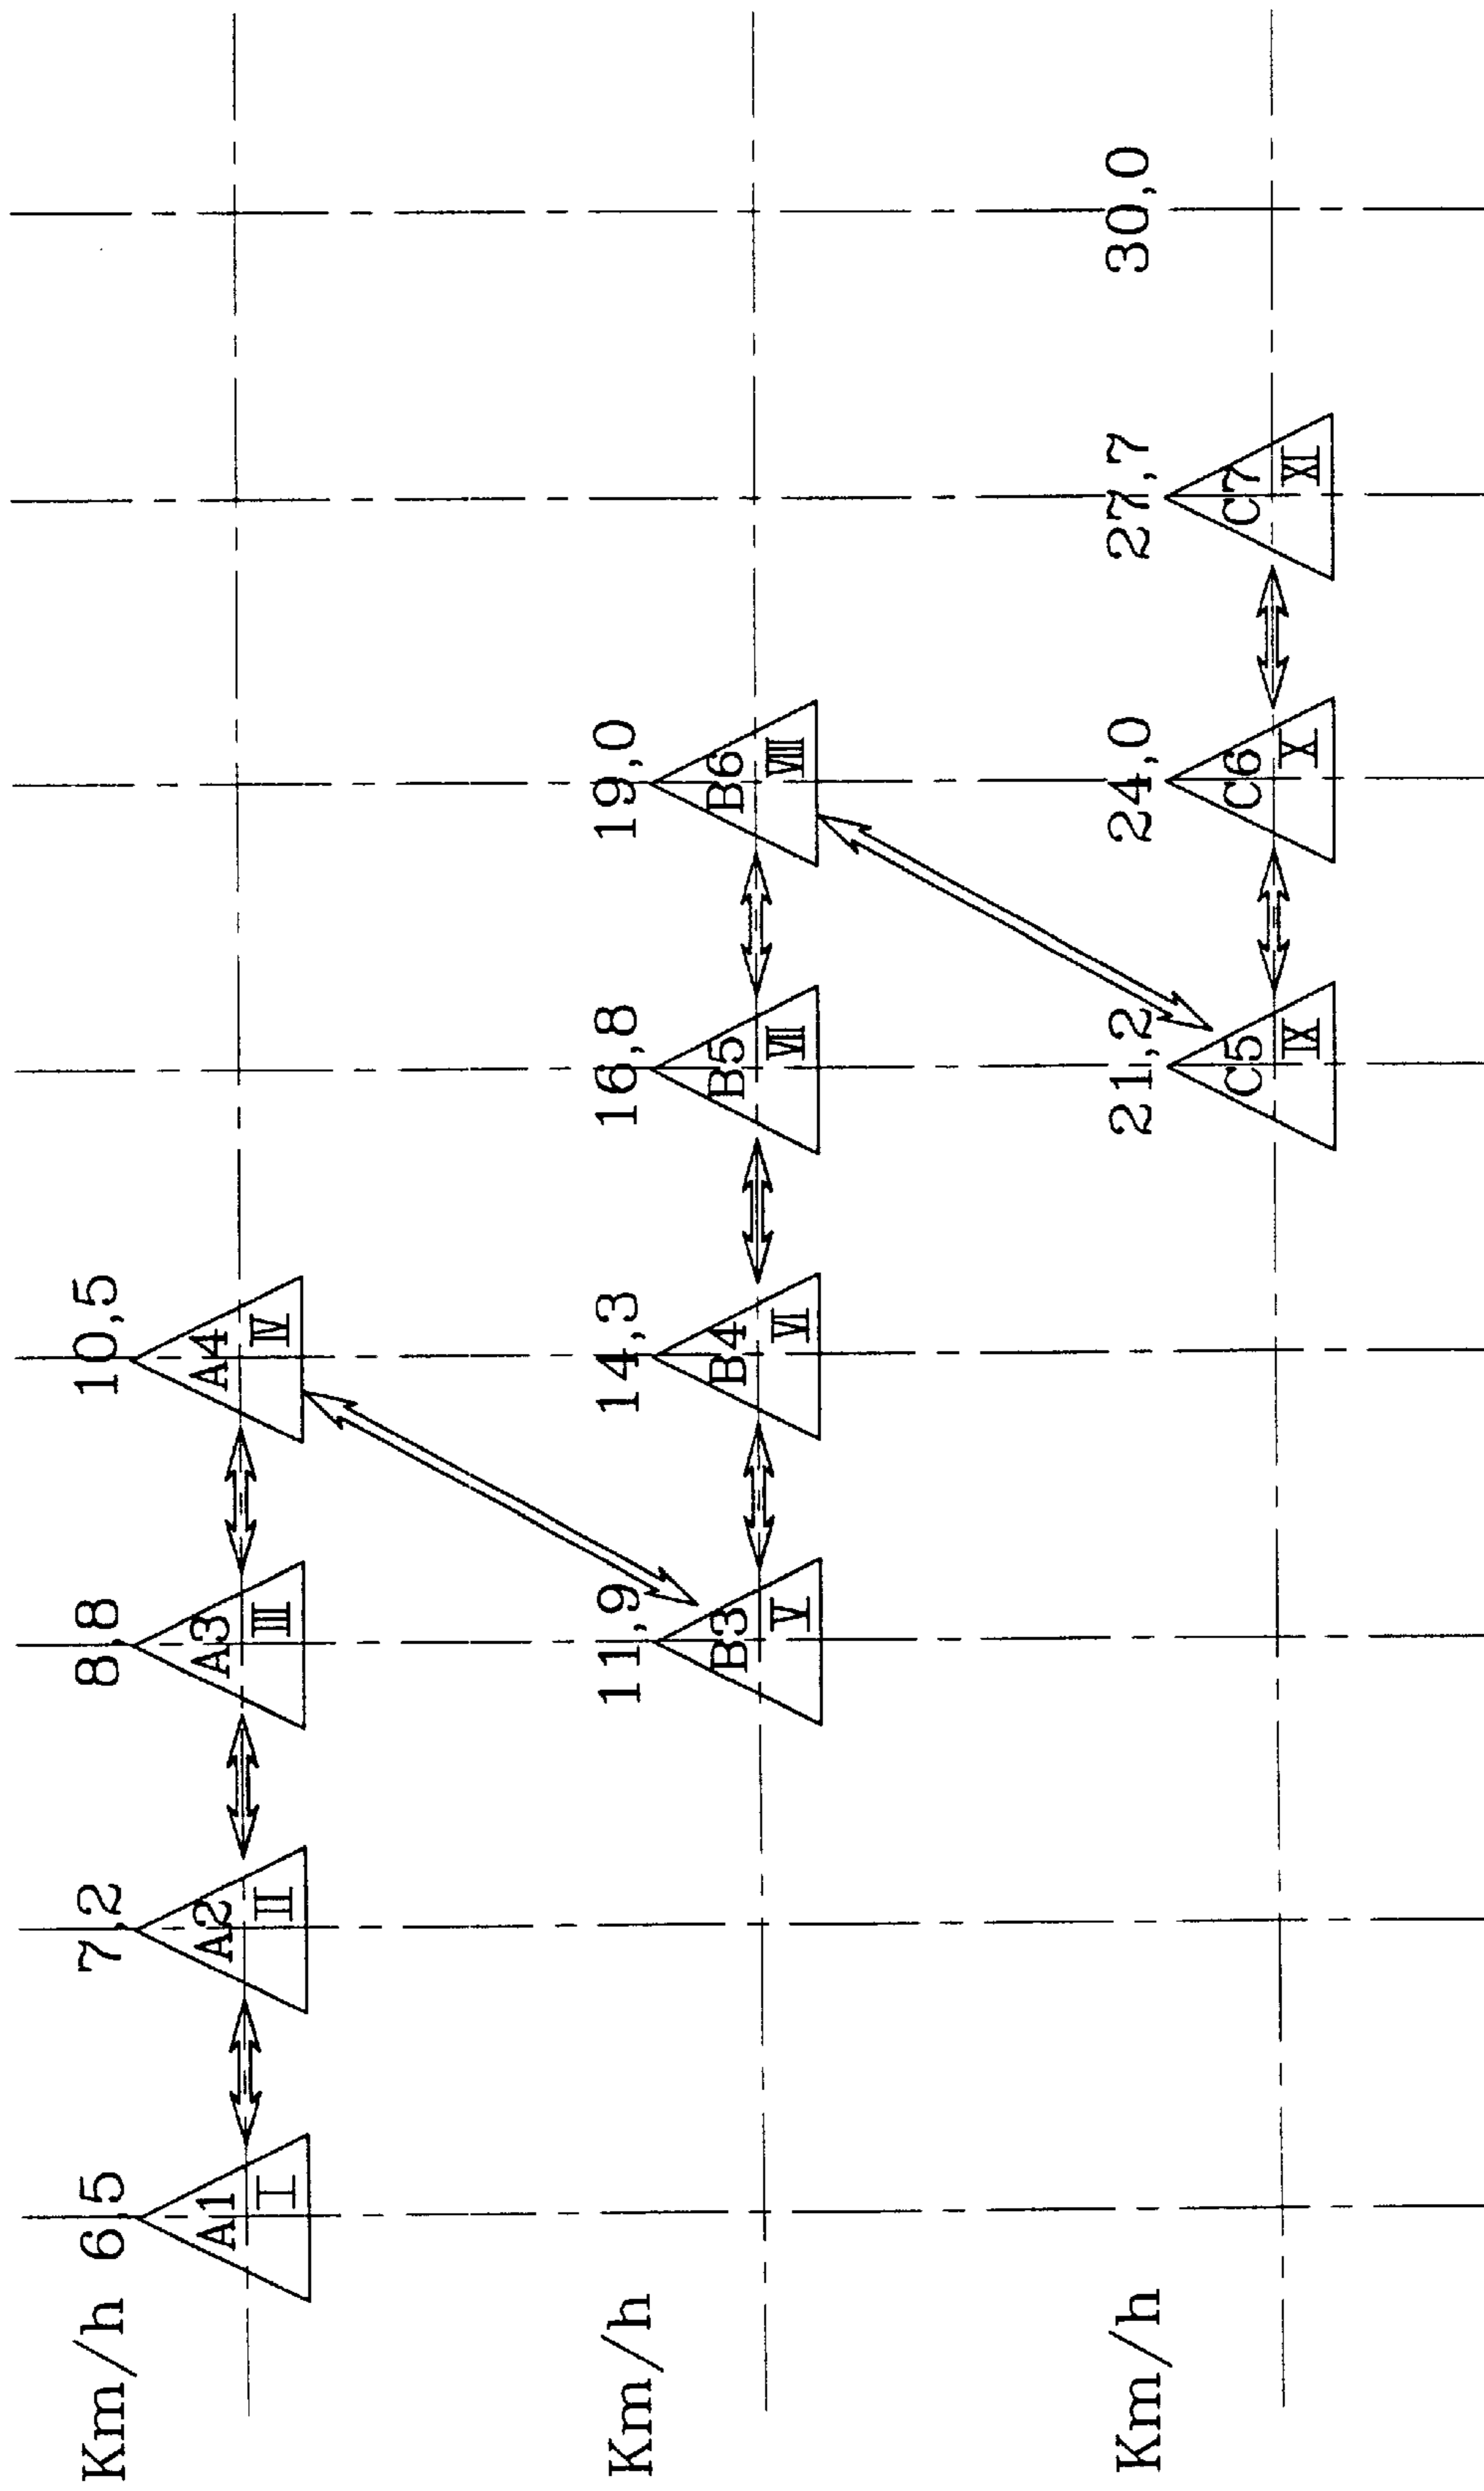 Km/h 6,5 7,2 8,8 10,5
A1 A2 A3 A4
I II III IV
Km/h 11,9 14,3 16,8 19,0
B3 B4 B5 B6
V VI VII VIII
Km/h 21,2 24,0 27,7 30,0
C5 C6 C7
IX X XI